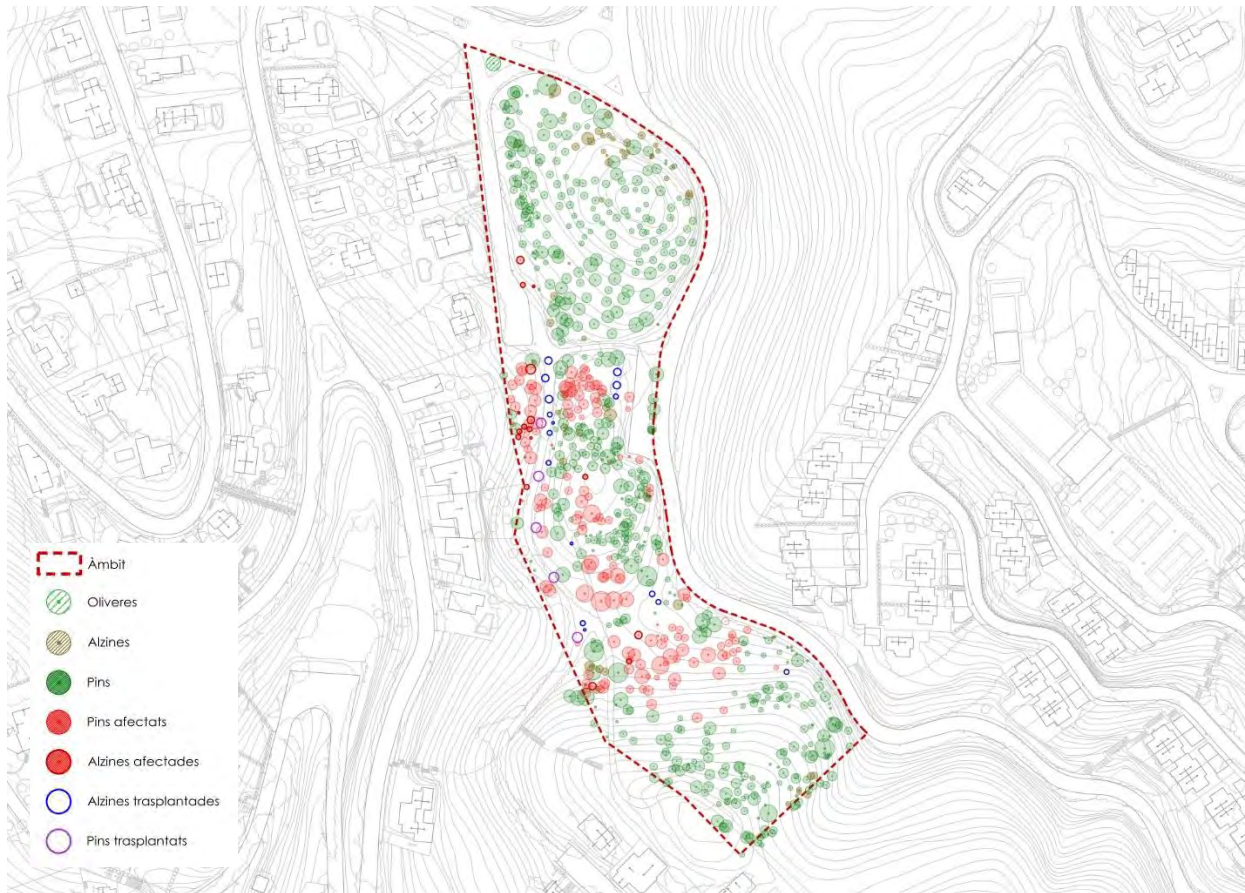 Àmbit
Oliveres
Alzines
Pins
Pins afectats
Alzines afectades
Alzines trasplantades
Pins trasplantats